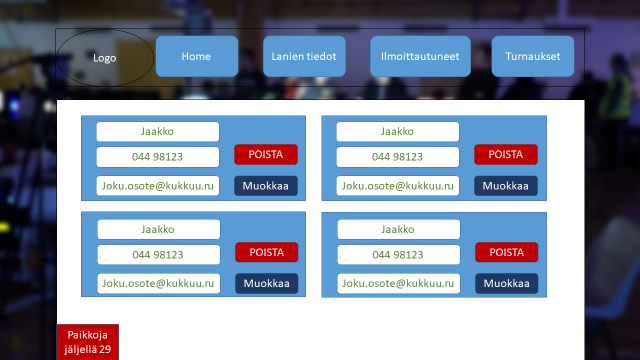 Logo
Home
Lanien tiedot
Ilmoittautuneet
Turnaukset
Jaakko
044 98123
POISTA
Joku.osote@kukkuu.ru
Muokkaa
Jaakko
044 98123
POISTA
Joku.osote@kukkuu.ru
Muokkaa
Jaakko
044 98123
POISTA
Joku.osote@kukkuu.ru
Muokkaa
Jaakko
044 98123
POISTA
Joku.osote@kukkuu.ru
Muokkaa
Paikkoja
jäljellä 29